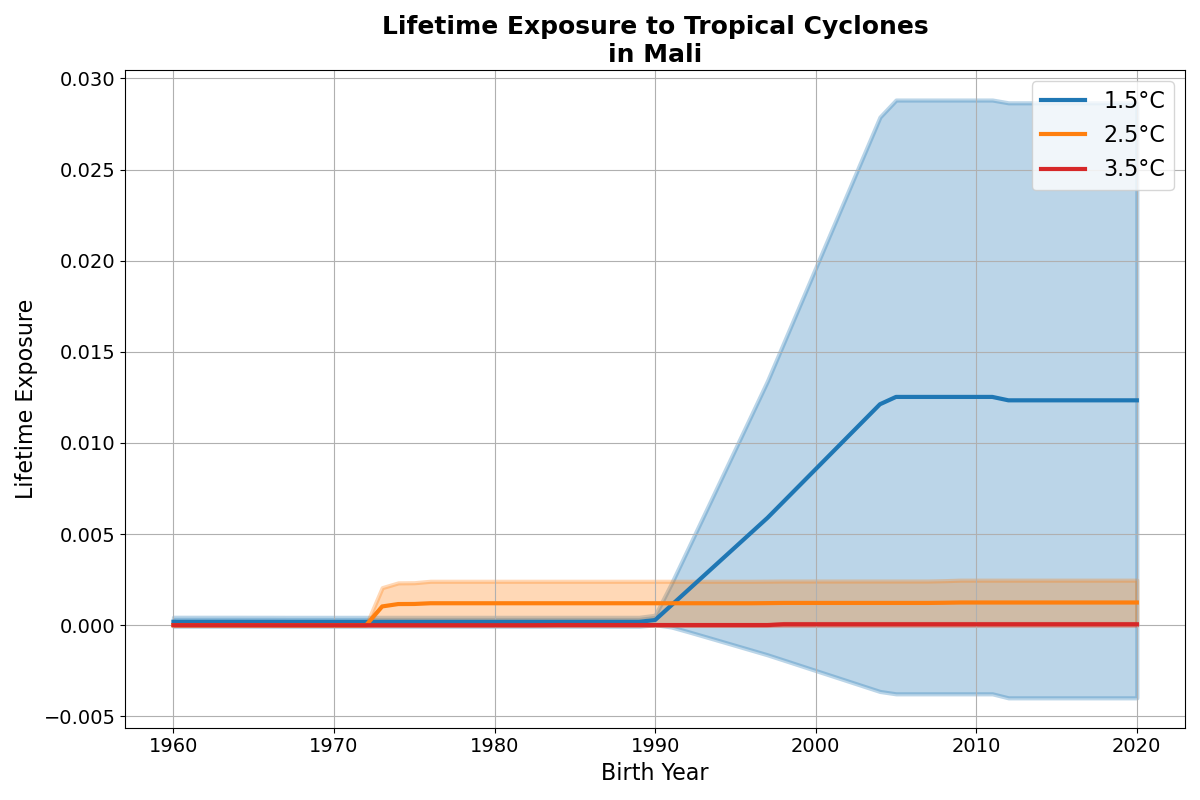 Lifetime Exposure to Tropical Cyclones
in Mali
0.030
0.025
0.020
0.015
0.010
0.005
0.000
−0.005
Lifetime Exposure
1.5°C
2.5°C
3.5°C
1960
1970
1980
1990
2000
2010
2020
Birth Year